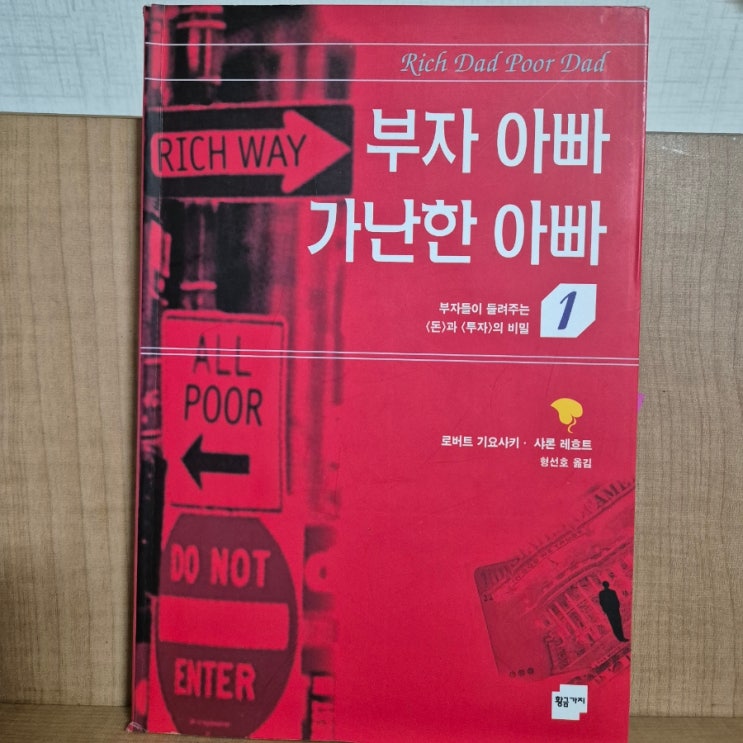 Rich Dad Poor Dad
RICH WAY
부자 아빠
가난한 아빠
부자들이 들려주는
〈돈〉과 〈투자〉의 비밀
1
ALL
POOR
로버트 기요사키 · 샤론 레흐트
형선호 옮김
DO NOT
ENTER
황금가지